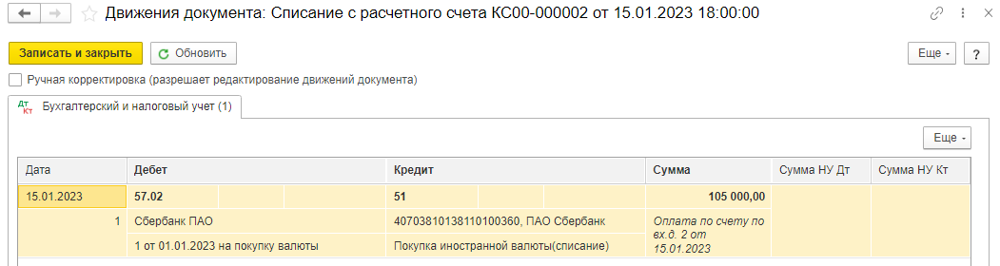 Движения документа: Списание с расчетного счета КС00-000002 от 15.01.2023 18:00:00
Записать и закрыть
Обновить
Еще
?
Ручная корректировка (разрешает редактирование движений документа)
Дт Кт Бухгалтерский и налоговый учет (1)
Еще
Дата Дебет Кредит Сумма Сумма НУ Дт Сумма НУ Кт
15.01.2023 57.02 51 105 000,00
1 Сбербанк ПАО 40703810138110100360, ПАО Сбербанк Оплата по счету по
вх.д. 2 от
1 от 01.01.2023 на покупку валюты Покупка иностранной валюты(списание) 15.01.2023